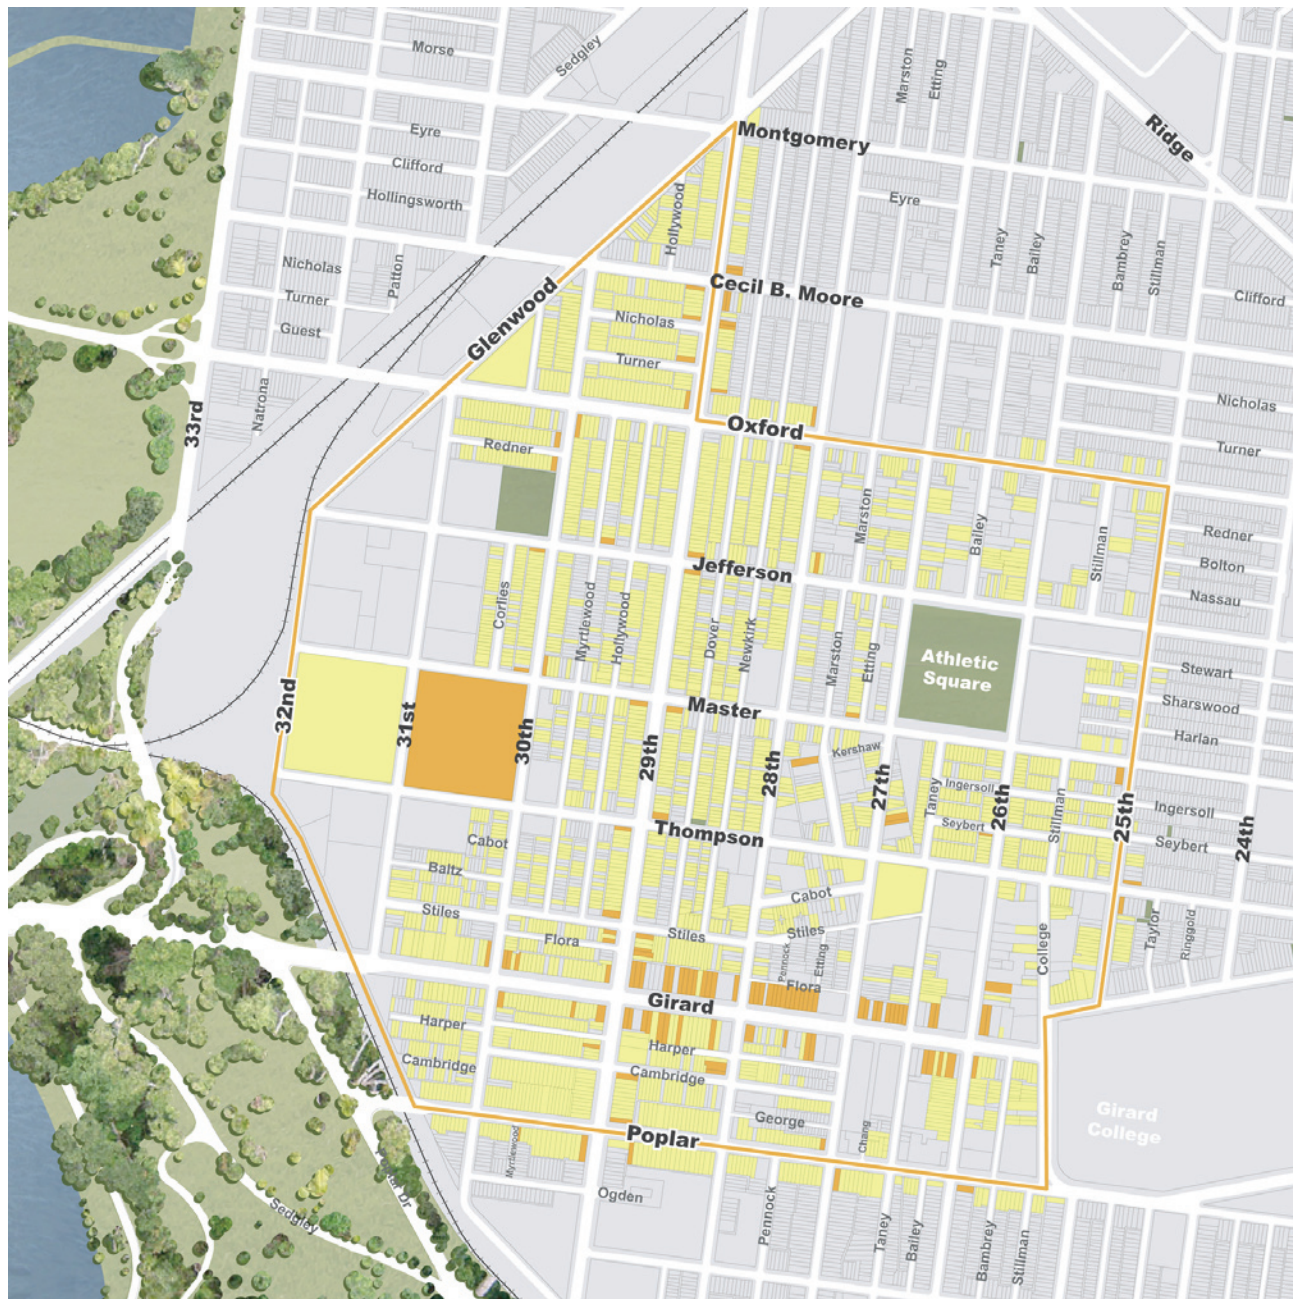 Morse
Sedgley
Marston
Etting
Ridge
Eyre
Montgomery
Clifford
Hollingsworth
Hollywood
Eyre
Taney
Bailey
Bambrey
Stillman
Nicholas
Patton
Cecil B. Moore
Clifford
Turner
Glenwood
Nicholas
Guest
Turner
Natrona
33rd
Nicholas
Oxford
Redner
Turner
Marston
Bailey
Stillman
Redner
Bolton
Jefferson
Nassau
Corlies
Myrtlewood
Hollywood
Dover
Newkirk
Marston
Etting
Athletic
Square
Stewart
Sharswood
Harlan
32nd
31st
30th
29th
Master
28th
Kershaw
27th
Taney
Ingersoll
Seybert
26th
Stillman
25th
Ingersoll
Seybert
24th
Thompson
Cabot
Baltz
Stiles
Flora
Stiles
Cabot
Stiles
Pennock
Etting
Flora
College
Taylor
Ringgold
Girard
Harper
Cambridge
Harper
Cambridge
George
Chang
Girard
College
Poplar
Myrtlewood
Ogden
Pennock
Taney
Bailey
Bambrey
Stillman
Sedgley
Dr